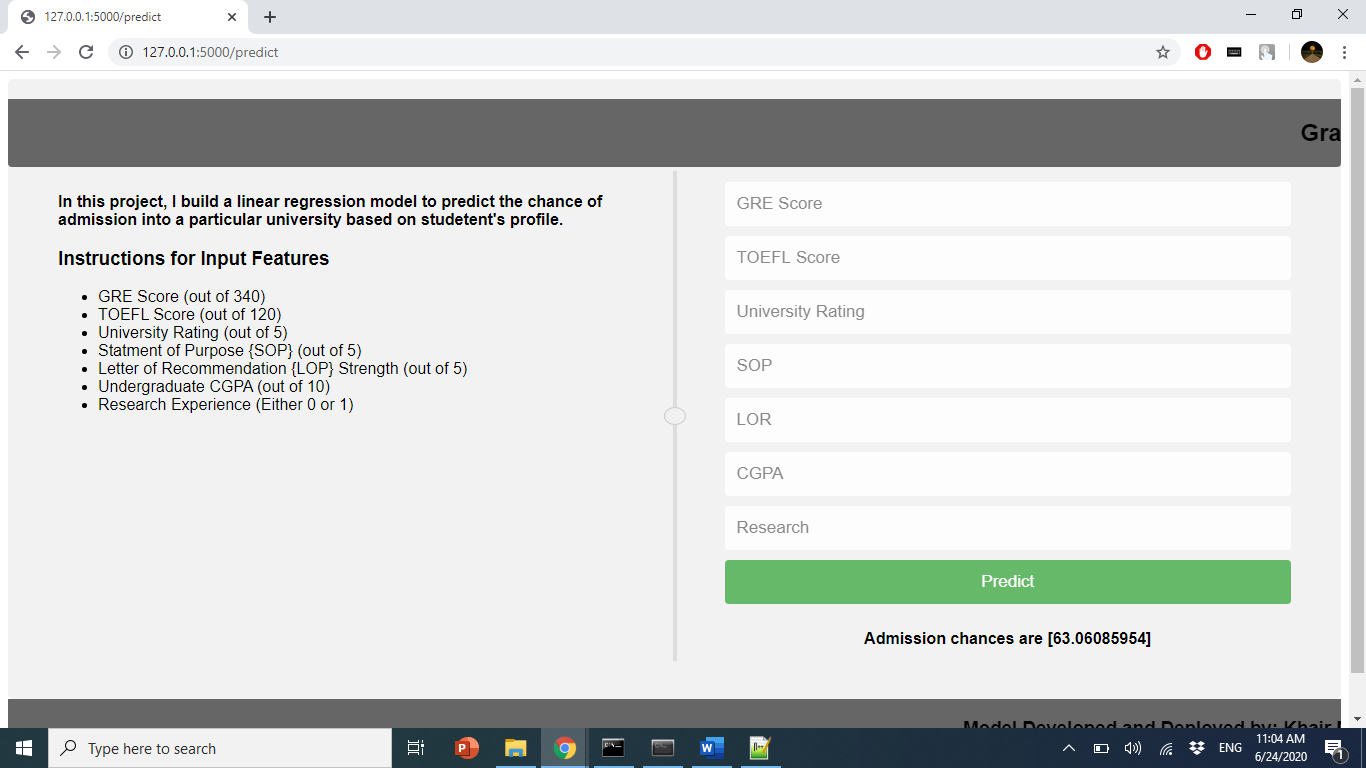 127.0.0.1:5000/predict
127.0.0.1:5000/predict
Gra
In this project, I build a linear regression model to predict the chance of
admission into a particular university based on studetent's profile.
Instructions for Input Features
GRE Score (out of 340)
TOEFL Score (out of 120)
University Rating (out of 5)
Statment of Purpose {SOP} (out of 5)
Letter of Recommendation {LOP} Strength (out of 5)
Undergraduate CGPA (out of 10)
Research Experience (Either 0 or 1)
GRE Score
TOEFL Score
University Rating
SOP
LOR
CGPA
Research
Predict
Admission chances are [63.06085954]
Model Developed and Deployed by: Khair
Type here to search
ENG
11:04 AM
6/24/2020
1